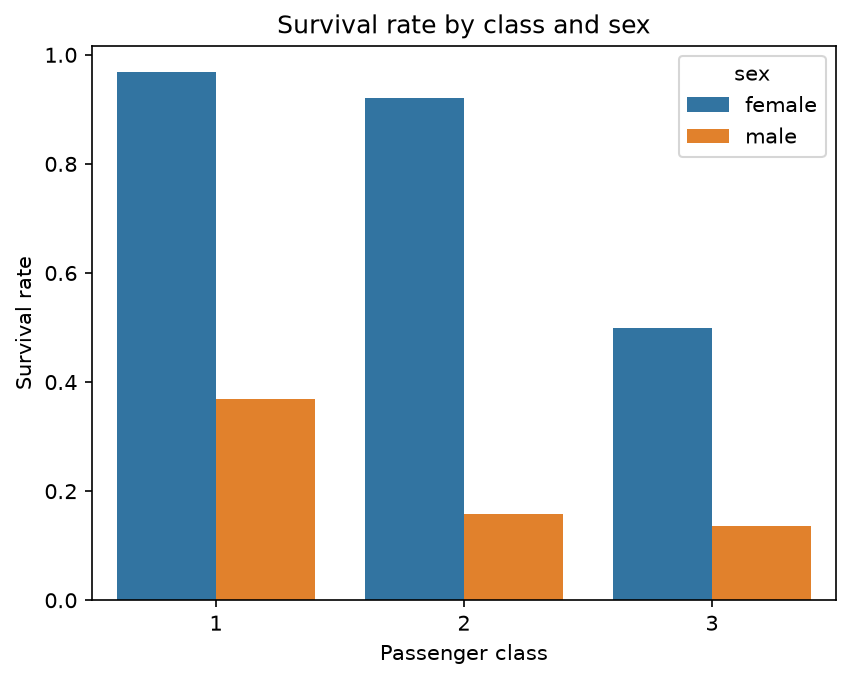 Survival rate by class and sex
sex
female
male
Survival rate
1.0
0.8
0.6
0.4
0.2
0.0
1 2 3
Passenger class